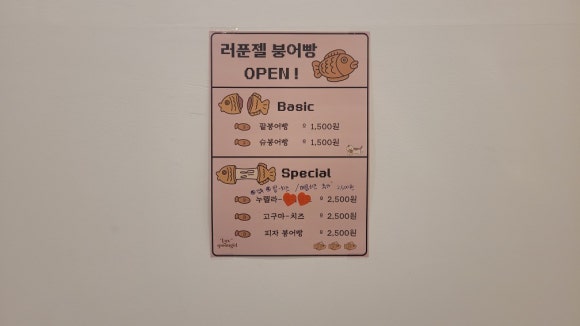 러푼젤 붕어빵
OPEN!
Basic
팥붕어빵 1,500원
슈붕어빵 1,500원
Special
누텔라-
2,500원
고구마-치즈 2,500원
피자 붕어빵 2,500원